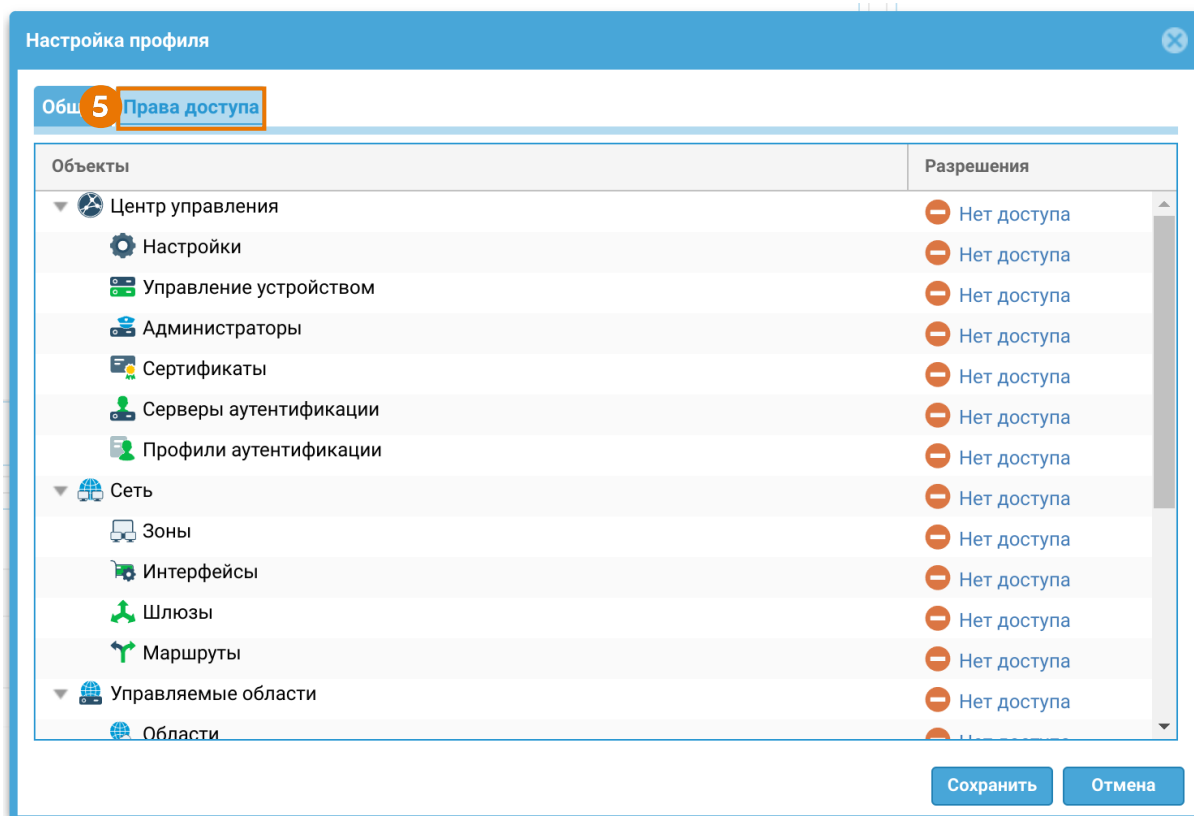 Настройка профиля
Общ 5 Права доступа
Объекты Разрешения
Центр управления Нет доступа
Настройки Нет доступа
Управление устройством Нет доступа
Администраторы Нет доступа
Сертификаты Нет доступа
Серверы аутентификации Нет доступа
Профили аутентификации Нет доступа
Сеть Нет доступа
Зоны Нет доступа
Интерфейсы Нет доступа
Шлюзы Нет доступа
Маршруты Нет доступа
Управляемые области Нет доступа
Области
Сохранить Отмена